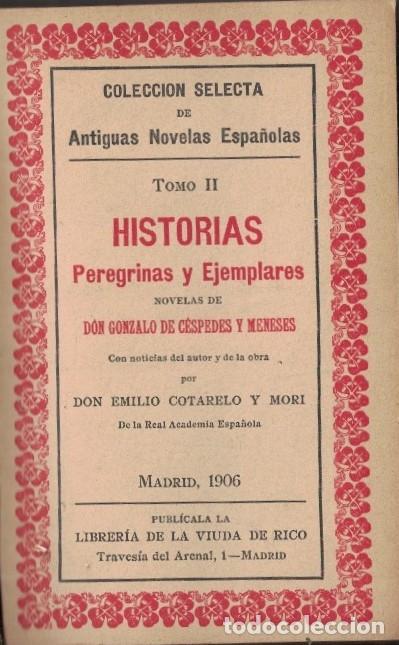 COLECCION SELECTA
DE
Antiguas Novelas Españolas
TOMO II
HISTORIAS
Peregrinas y Ejemplares
NOVELAS DE
DÓN GONZALO DE CÉSPEDES Y MENESES
Con noticias del autor y de la obra
por
DON EMILIO COTARELO Y MORI
De la Real Academia Española
MADRID, 1906
PUBLÍCALA LA
LIBRERÍA DE LA VIUDA DE RICO
Travesía del Arenal, 1—MADRID
todocoleccion